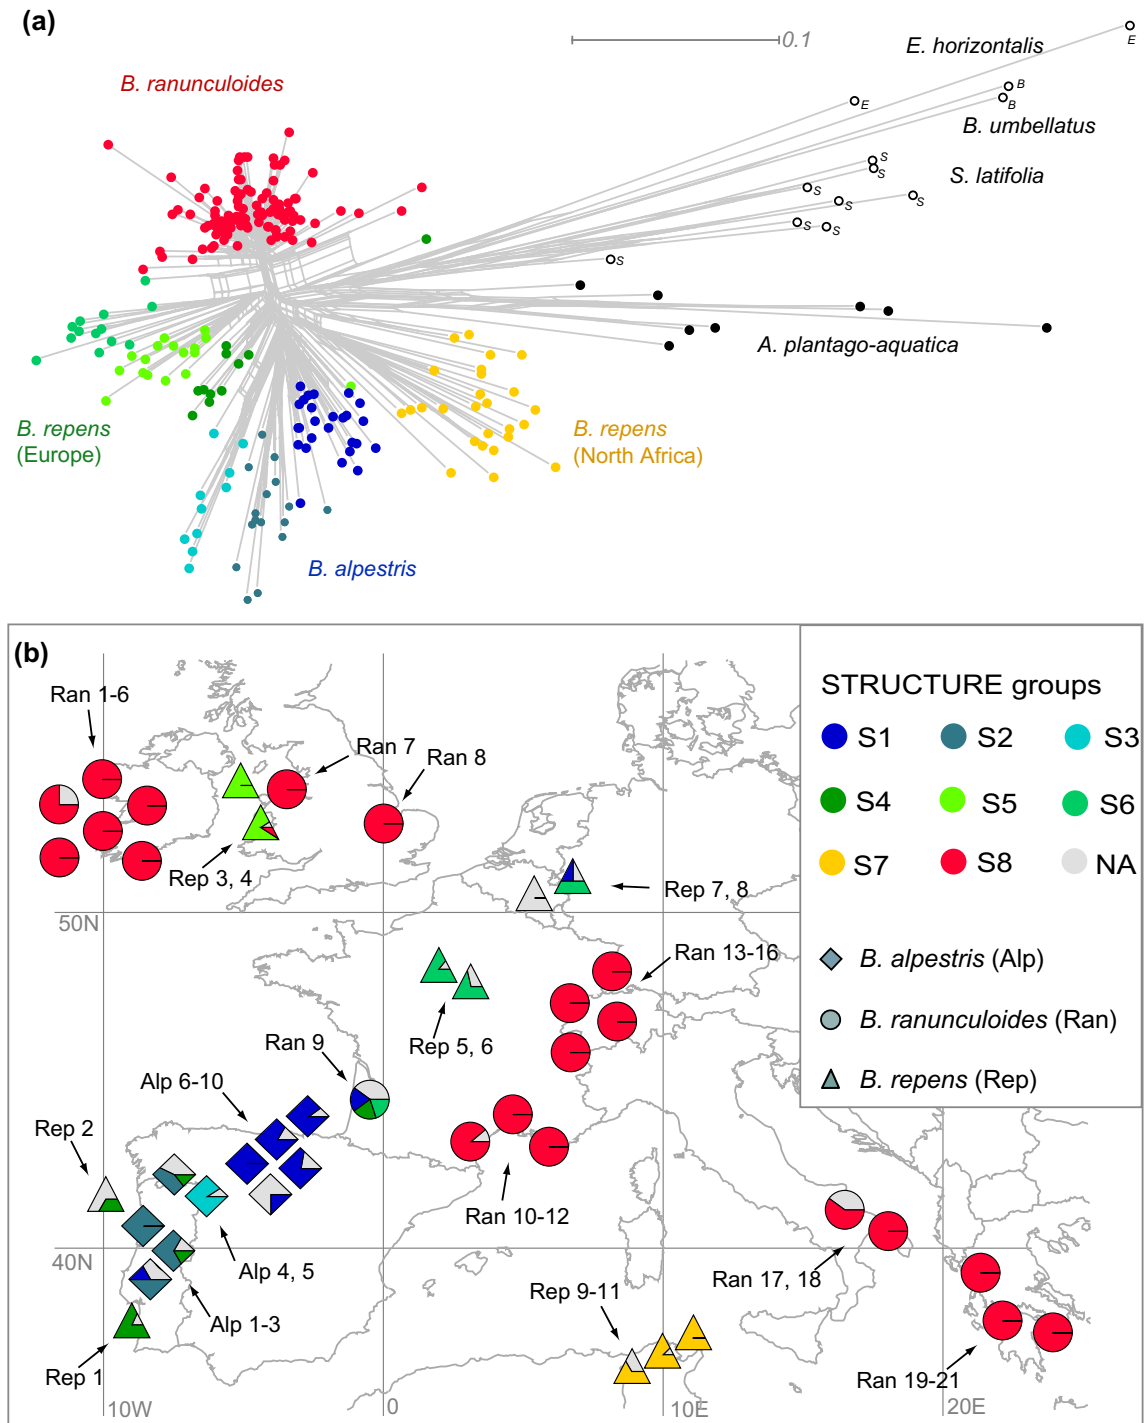 (a)
0.1
E. horizontalis
E
B. ranunculoides
E
B
B
B. umbellatus
S
S
S. latifolia
S
S
S
S
S
S
A. plantago-aquatica
B. repens
(Europe)
B. repens
(North Africa)
B. alpestris
(b)
STRUCTURE groups
S1
S2
S3
S4
S5
S6
S7
S8
NA
B. alpestris (Alp)
B. ranunculoides (Ran)
B. repens (Rep)
Ran 1-6
Ran 7
Ran 8
Rep 3, 4
Rep 7, 8
50N
Ran 13-16
Rep 5, 6
Ran 9
Alp 6-10
Rep 2
Ran 10-12
40N
Alp 4, 5
Ran 17, 18
Rep 9-11
Alp 1-3
Rep 1
Ran 19-21
10W
0
10E
20E